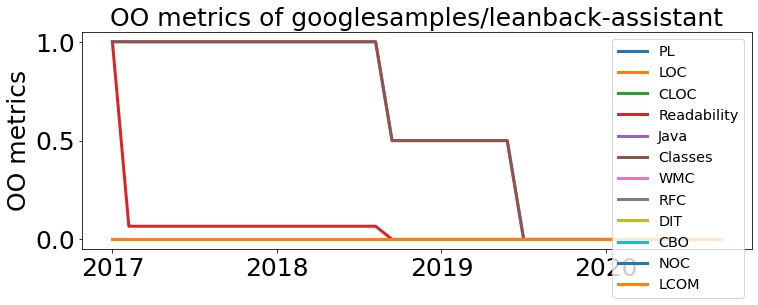 OO metrics of googlesamples/leanback-assistant
OO metrics
1.0
0.5
0.0
2017
2018
2019
2020
PL
LOC
CLOC
Readability
Java
Classes
WMC
RFC
DIT
CBO
NOC
LCOM